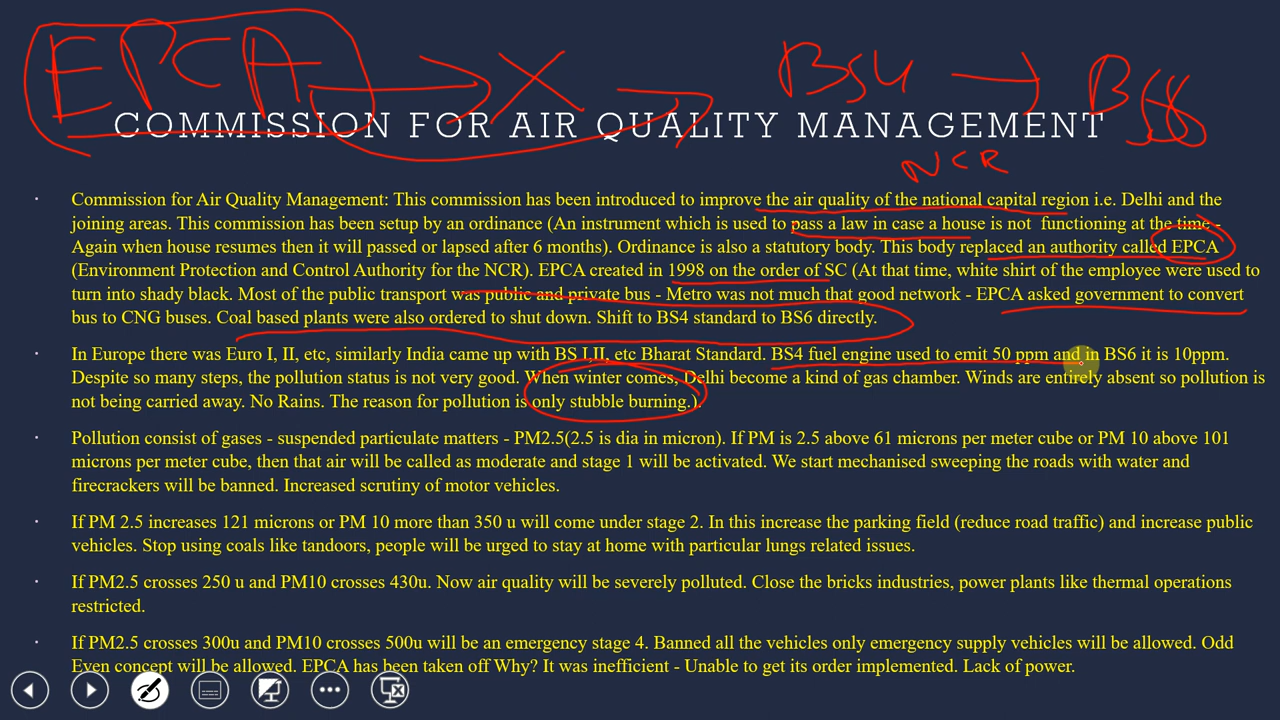 EPCA → X → BS4 → BS6
COMMISSION FOR AIR QUALITY MANAGEMENT
NCR
· Commission for Air Quality Management: This commission has been introduced to improve the air quality of the national capital region i.e. Delhi and the
joining areas. This commission has been setup by an ordinance (An instrument which is used to pass a law in case a house is not functioning at the time -
Again when house resumes then it will passed or lapsed after 6 months). Ordinance is also a statutory body. This body replaced an authority called EPCA
(Environment Protection and Control Authority for the NCR). EPCA created in 1998 on the order of SC (At that time, white shirt of the employee were used to
turn into shady black. Most of the public transport was public and private bus - Metro was not much that good network - EPCA asked government to convert
bus to CNG buses. Coal based plants were also ordered to shut down. Shift to BS4 standard to BS6 directly.
· In Europe there was Euro I, II, etc, similarly India came up with BS I,II, etc Bharat Standard. BS4 fuel engine used to emit 50 ppm and in BS6 it is 10ppm.
Despite so many steps, the pollution status is not very good. When winter comes, Delhi become a kind of gas chamber. Winds are entirely absent so pollution is
not being carried away. No Rains. The reason for pollution is only stubble burning.).
· Pollution consist of gases - suspended particulate matters - PM2.5(2.5 is dia in micron). If PM is 2.5 above 61 microns per meter cube or PM 10 above 101
microns per meter cube, then that air will be called as moderate and stage 1 will be activated. We start mechanised sweeping the roads with water and
firecrackers will be banned. Increased scrutiny of motor vehicles.
· If PM 2.5 increases 121 microns or PM 10 more than 350 u will come under stage 2. In this increase the parking field (reduce road traffic) and increase public
vehicles. Stop using coals like tandoors, people will be urged to stay at home with particular lungs related issues.
· If PM2.5 crosses 250 u and PM10 crosses 430u. Now air quality will be severely polluted. Close the bricks industries, power plants like thermal operations
restricted.
· If PM2.5 crosses 300u and PM10 crosses 500u will be an emergency stage 4. Banned all the vehicles only emergency supply vehicles will be allowed. Odd
Even concept will be allowed. EPCA has been taken off Why? It was inefficient - Unable to get its order implemented. Lack of power.